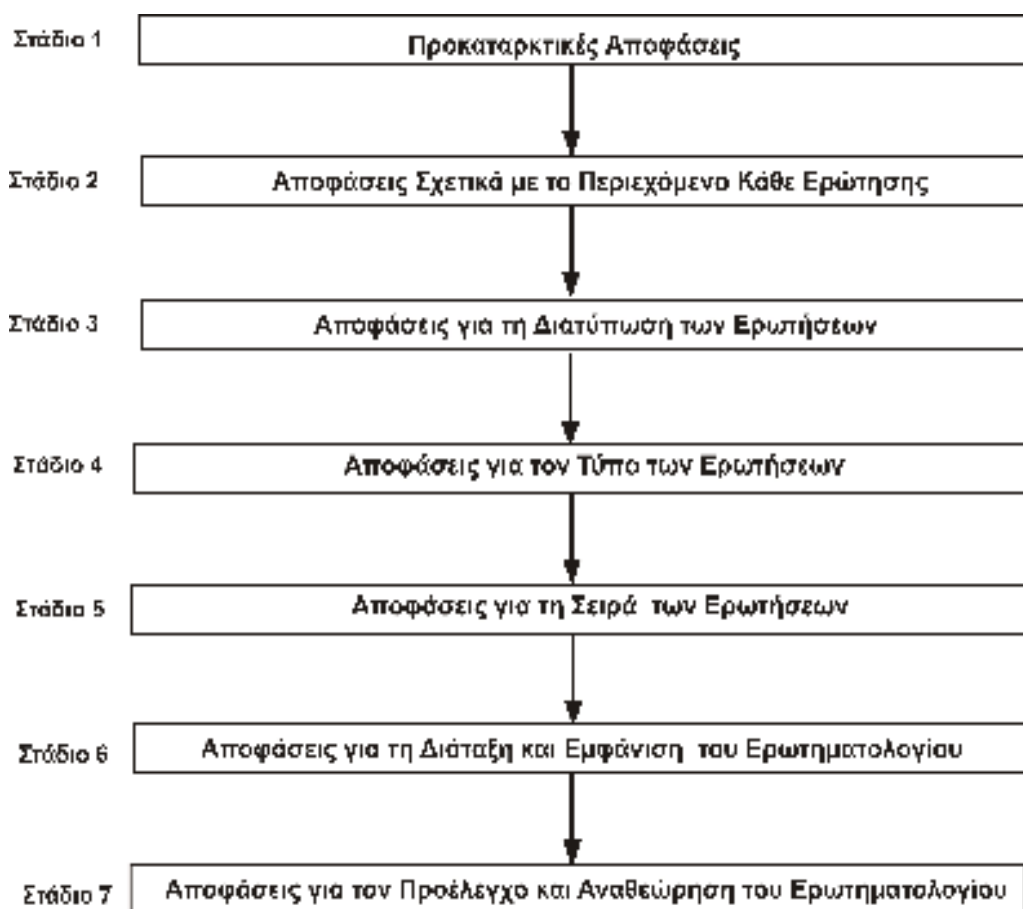 Στάδιο 1 Προκαταρκτικές Αποφάσεις
Στάδιο 2 Αποφάσεις Σχετικά με το Περιεχόμενο Κάθε Ερώτησης
Στάδιο 3 Αποφάσεις για τη Διατύπωση των Ερωτήσεων
Στάδιο 4 Αποφάσεις για τον Τύπο των Ερωτήσεων
Στάδιο 5 Αποφάσεις για τη Σειρά των Ερωτήσεων
Στάδιο 6 Αποφάσεις για τη Διάταξη και Εμφάνιση του Ερωτηματολογίου
Στάδιο 7 Αποφάσεις για τον Προέλεγχο και Αναθεώρηση του Ερωτηματολογίου